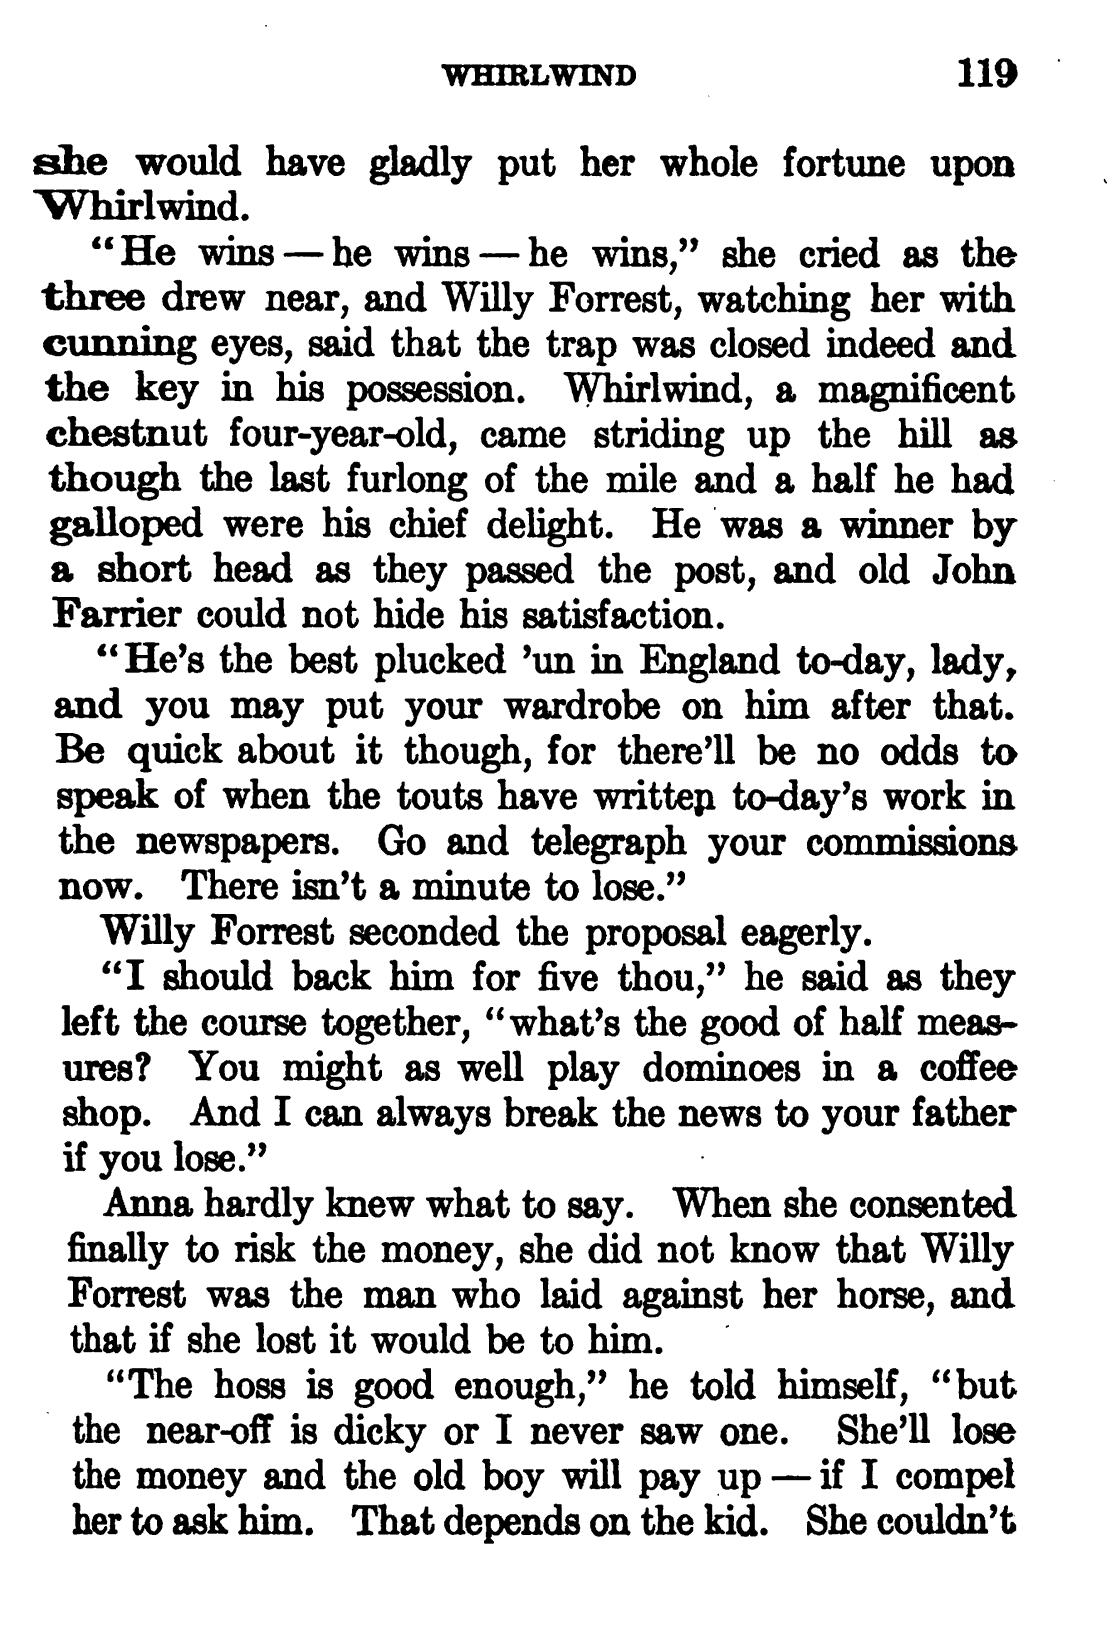 WHIRLWIND 119
she would have gladly put her whole fortune upon
Whirlwind.
“He wins — he wins — he wins,” she cried as the
three drew near, and Willy Forrest, watching her with
cunning eyes, said that the trap was closed indeed and
the key in his possession. Whirlwind, a magnificent
chestnut four-year-old, came striding up the hill as
though the last furlong of the mile and a half he had
galloped were his chief delight. He was a winner by
a short head as they passed the post, and old John
Farrier could not hide his satisfaction.
“He’s the best plucked ’un in England to-day, lady,
and you may put your wardrobe on him after that.
Be quick about it though, for there’ll be no odds to
speak of when the touts have written to-day’s work in
the newspapers. Go and telegraph your commissions
now. There isn’t a minute to lose.”
Willy Forrest seconded the proposal eagerly.
“I should back him for five thou,” he said as they
left the course together, “what’s the good of half meas-
ures? You might as well play dominoes in a coffee
shop. And I can always break the news to your father
if you lose.”
Anna hardly knew what to say. When she consented
finally to risk the money, she did not know that Willy
Forrest was the man who laid against her horse, and
that if she lost it would be to him.
“The hoss is good enough,” he told himself, “but
the near-off is dicky or I never saw one. She’ll lose
the money and the old boy will pay up — if I compel
her to ask him. That depends on the kid. She couldn’t